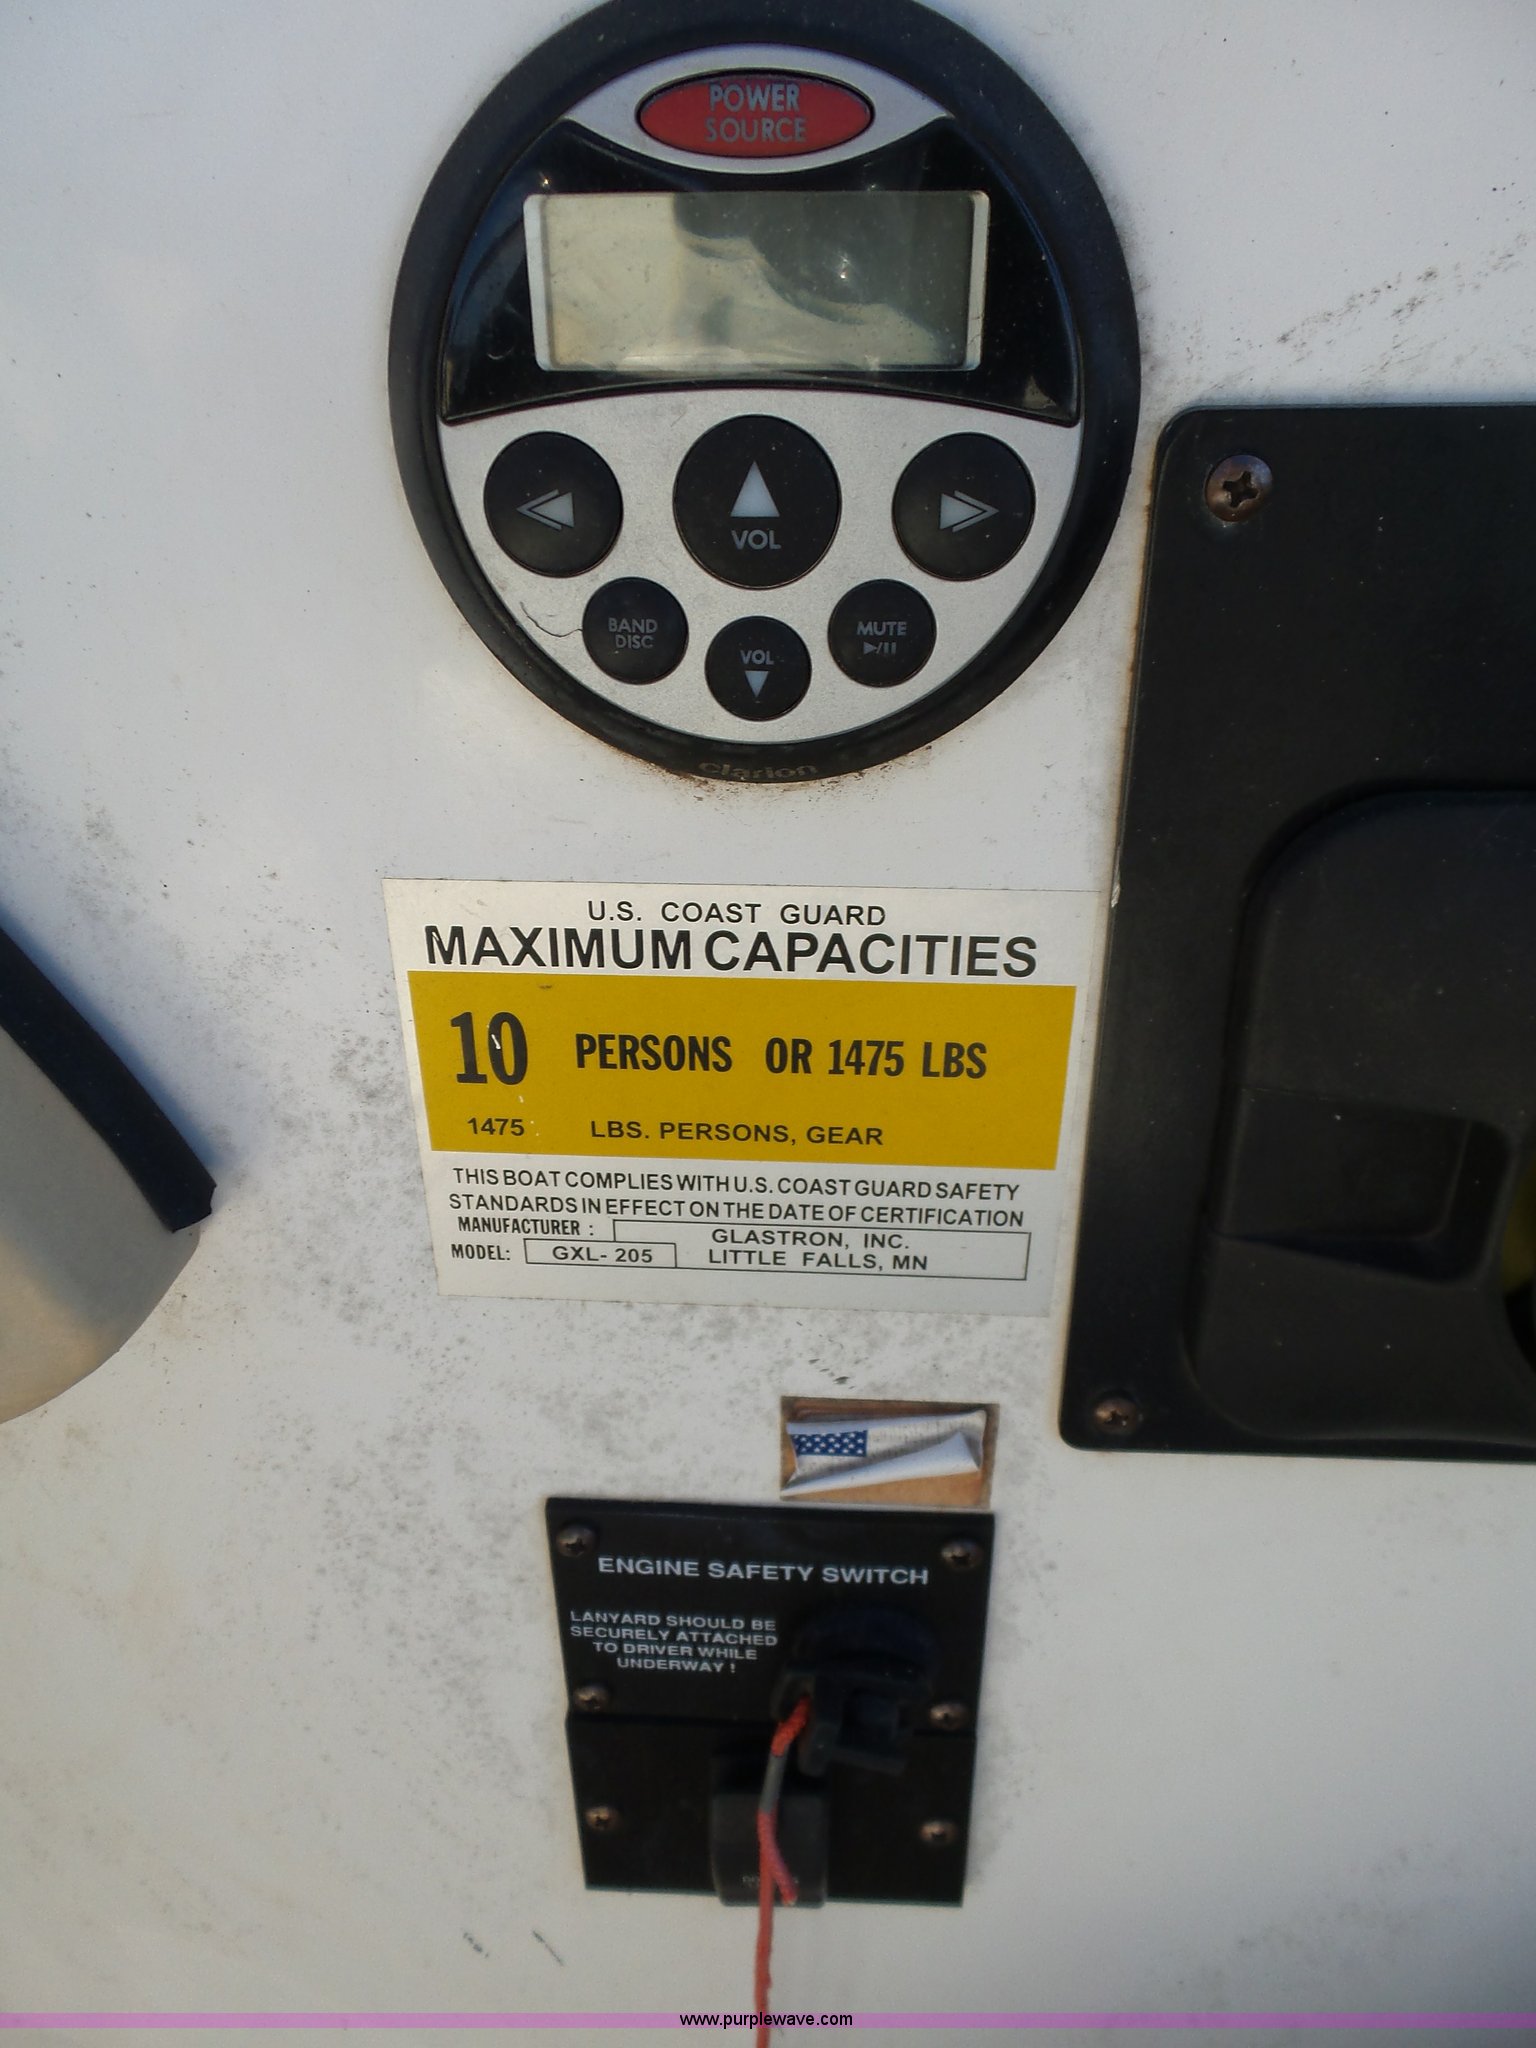 POWER
SOURCE
VOL
BAND
DISC
VOL
MUTE
clarion
U.S. COAST GUARD
MAXIMUM CAPACITIES
10 PERSONS OR 1475 LBS
1475 LBS. PERSONS, GEAR
THIS BOAT COMPLIES WITH U.S. COAST GUARD SAFETY
STANDARDS IN EFFECT ON THE DATE OF CERTIFICATION
MANUFACTURER : GLASTRON, INC.
MODEL: GXL- 205 LITTLE FALLS, MN
ENGINE SAFETY SWITCH
LANYARD SHOULD BE
SECURELY ATTACHED
TO DRIVER WHILE
UNDERWAY !
www.purplewave.com